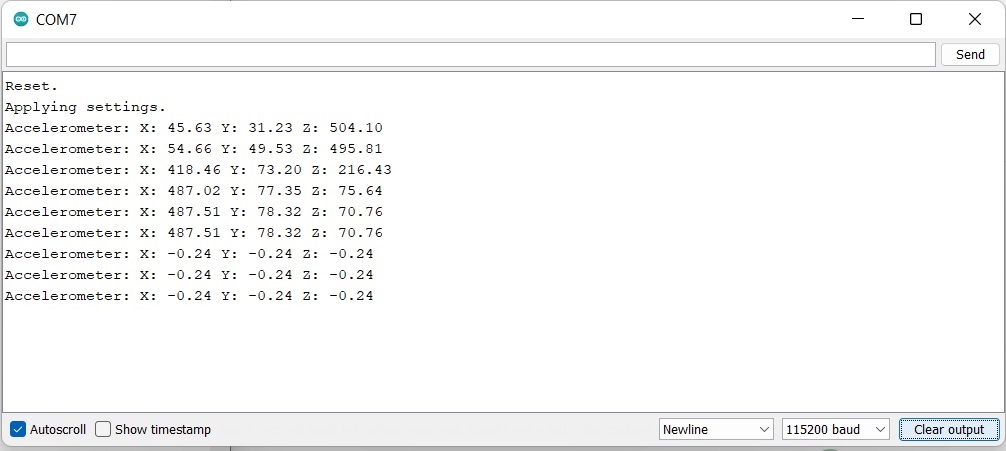 COM7
Send
Reset.
Applying settings.
Accelerometer: X: 45.63 Y: 31.23 Z: 504.10
Accelerometer: X: 54.66 Y: 49.53 Z: 495.81
Accelerometer: X: 418.46 Y: 73.20 Z: 216.43
Accelerometer: X: 487.02 Y: 77.35 Z: 75.64
Accelerometer: X: 487.51 Y: 78.32 Z: 70.76
Accelerometer: X: 487.51 Y: 78.32 Z: 70.76
Accelerometer: X: -0.24 Y: -0.24 Z: -0.24
Accelerometer: X: -0.24 Y: -0.24 Z: -0.24
Accelerometer: X: -0.24 Y: -0.24 Z: -0.24
Autoscroll Show timestamp Newline 115200 baud Clear output